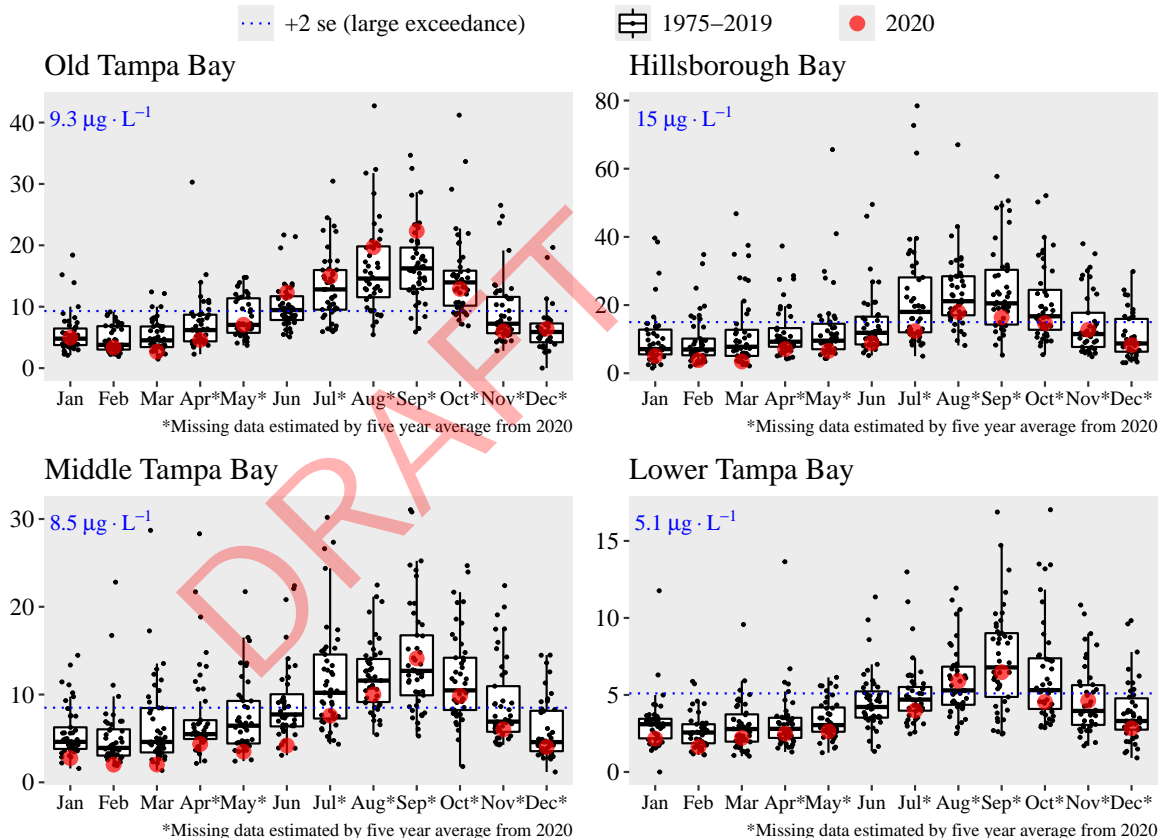 +2 se (large exceedance) 1975–2019 2020
Old Tampa Bay
9.3 μg · L⁻¹
40
30
20
10
0
Jan Feb Mar Apr* May* Jun Jul* Aug* Sep* Oct* Nov* Dec*
*Missing data estimated by five year average from 2020
Hillsborough Bay
15 μg · L⁻¹
80
60
40
20
0
Jan Feb Mar Apr* May* Jun Jul* Aug* Sep* Oct* Nov* Dec*
*Missing data estimated by five year average from 2020
DRAFT
Middle Tampa Bay
8.5 μg · L⁻¹
30
20
10
0
Jan Feb Mar Apr* May* Jun Jul* Aug* Sep* Oct* Nov* Dec*
*Missing data estimated by five year average from 2020
Lower Tampa Bay
5.1 μg · L⁻¹
15
10
5
0
Jan Feb Mar Apr* May* Jun Jul* Aug* Sep* Oct* Nov* Dec*
*Missing data estimated by five year average from 2020